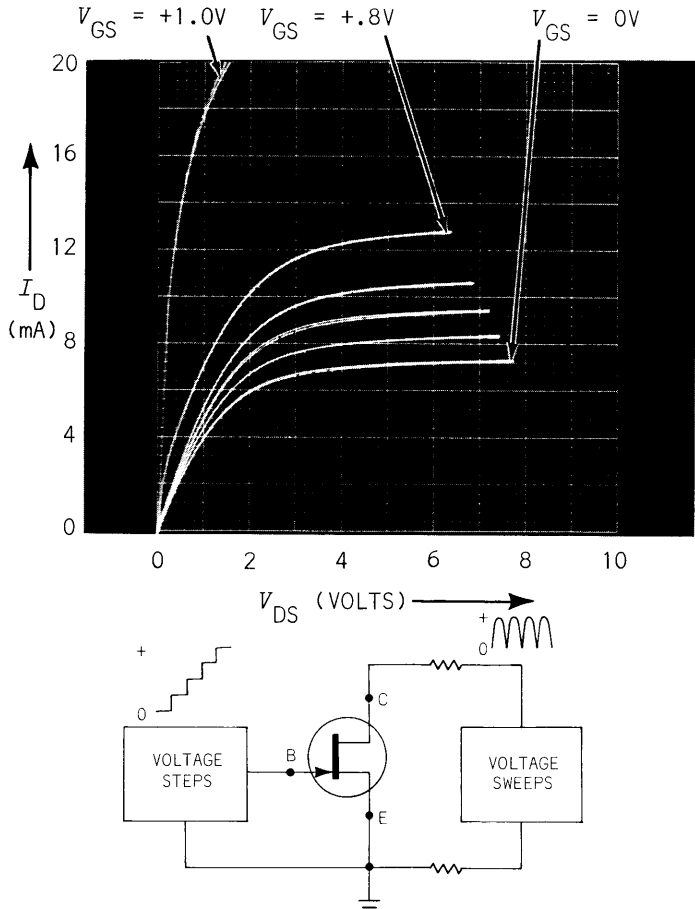 V_GS = +1.0V V_GS = +.8V V_GS = 0V
20
16
12
I_D
(mA)
8
4
0
0 2 4 6 8 10
V_DS (VOLTS)
+
0
+
0
C
VOLTAGE
STEPS
B
VOLTAGE
SWEEPS
E